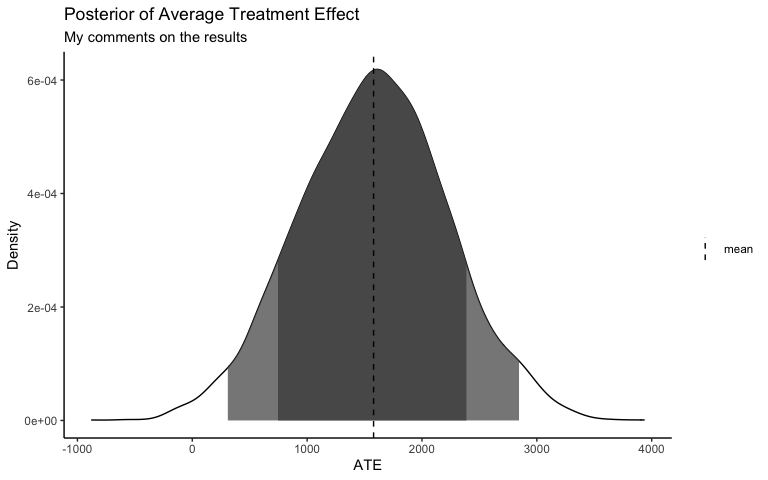 Posterior of Average Treatment Effect
My comments on the results
6e-04
4e-04
2e-04
0e+00
Density
-1000 0 1000 2000 3000 4000
ATE
mean